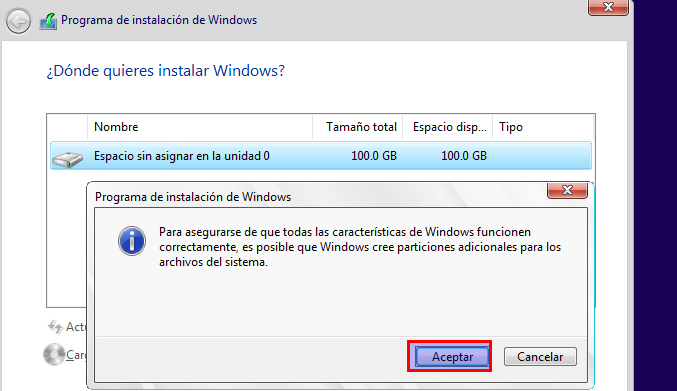 Programa de instalación de Windows
¿Dónde quieres instalar Windows?
Nombre Tamaño total Espacio disp... Tipo
Espacio sin asignar en la unidad 0 100.0 GB 100.0 GB
Programa de instalación de Windows
Para asegurarse de que todas las características de Windows funcionen
correctamente, es posible que Windows cree particiones adicionales para los
archivos del sistema.
Actu
Carg
Aceptar Cancelar